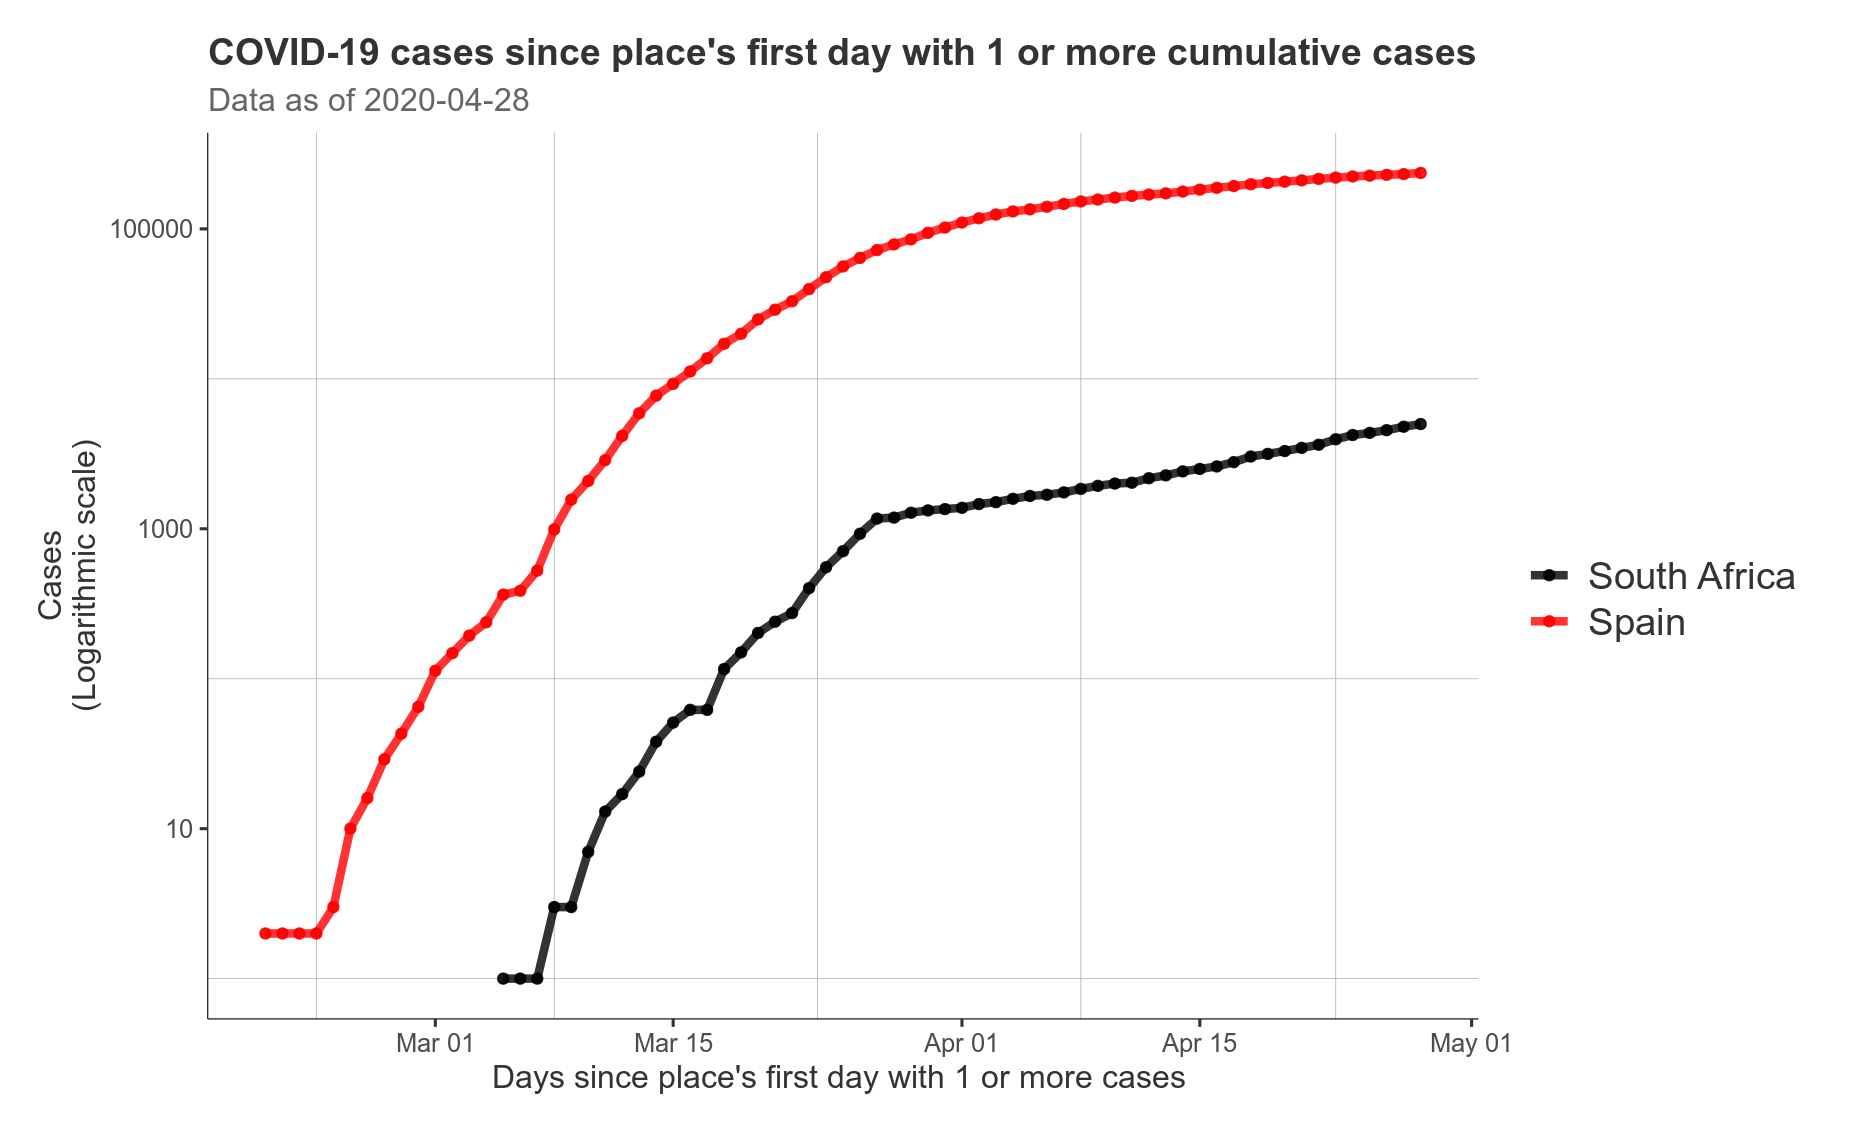 COVID-19 cases since place's first day with 1 or more cumulative cases
Data as of 2020-04-28
100000
1000
10
Cases
(Logarithmic scale)
Mar 01
Mar 15
Apr 01
Apr 15
May 01
Days since place's first day with 1 or more cases
South Africa
Spain